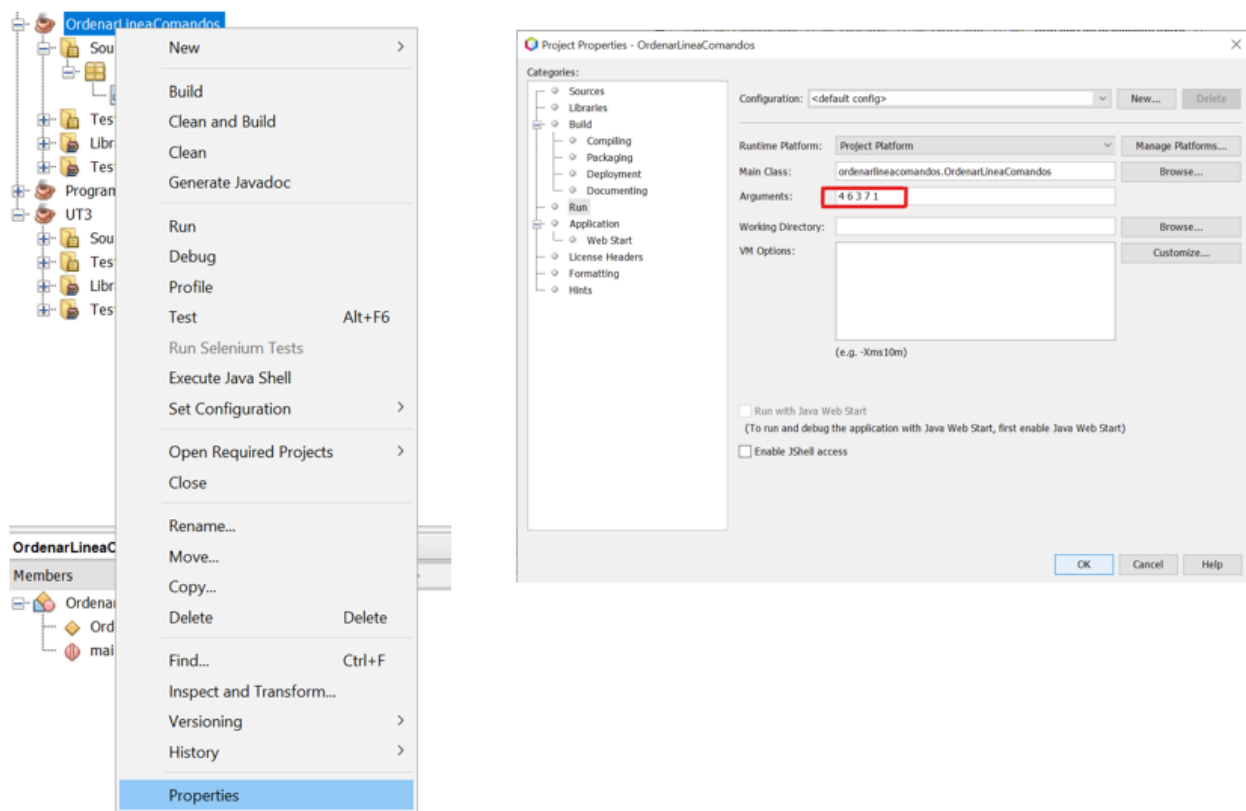 OrdenarLineaComandos
Sou
Tes
Libr
Tes
Program
UT3
Sou
Tes
Libr
Tes
New
Build
Clean and Build
Clean
Generate Javadoc
Run
Debug
Profile
Test Alt+F6
Run Selenium Tests
Execute Java Shell
Set Configuration
Open Required Projects
Close
Rename...
Move...
Copy...
Delete Delete
Find... Ctrl+F
Inspect and Transform...
Versioning
History
Properties
OrdenarLineaC
Members
Ordenar
Ord
mai
Project Properties - OrdenarLineaComandos
Categories:
Sources
Libraries
Build
Compiling
Packaging
Deployment
Documenting
Run
Application
Web Start
License Headers
Formatting
Hints
Configuration: <default config> New... Delete
Runtime Platform: Project Platform Manage Platforms...
Main Class: ordenarlineacomandos.OrdenarLineaComandos Browse...
Arguments: 4 6 3 7 1
Working Directory: Browse...
VM Options: Customize...
(e.g. -Xms10m)
Run with Java Web Start
(To run and debug the application with Java Web Start, first enable Java Web Start)
Enable JShell access
OK Cancel Help